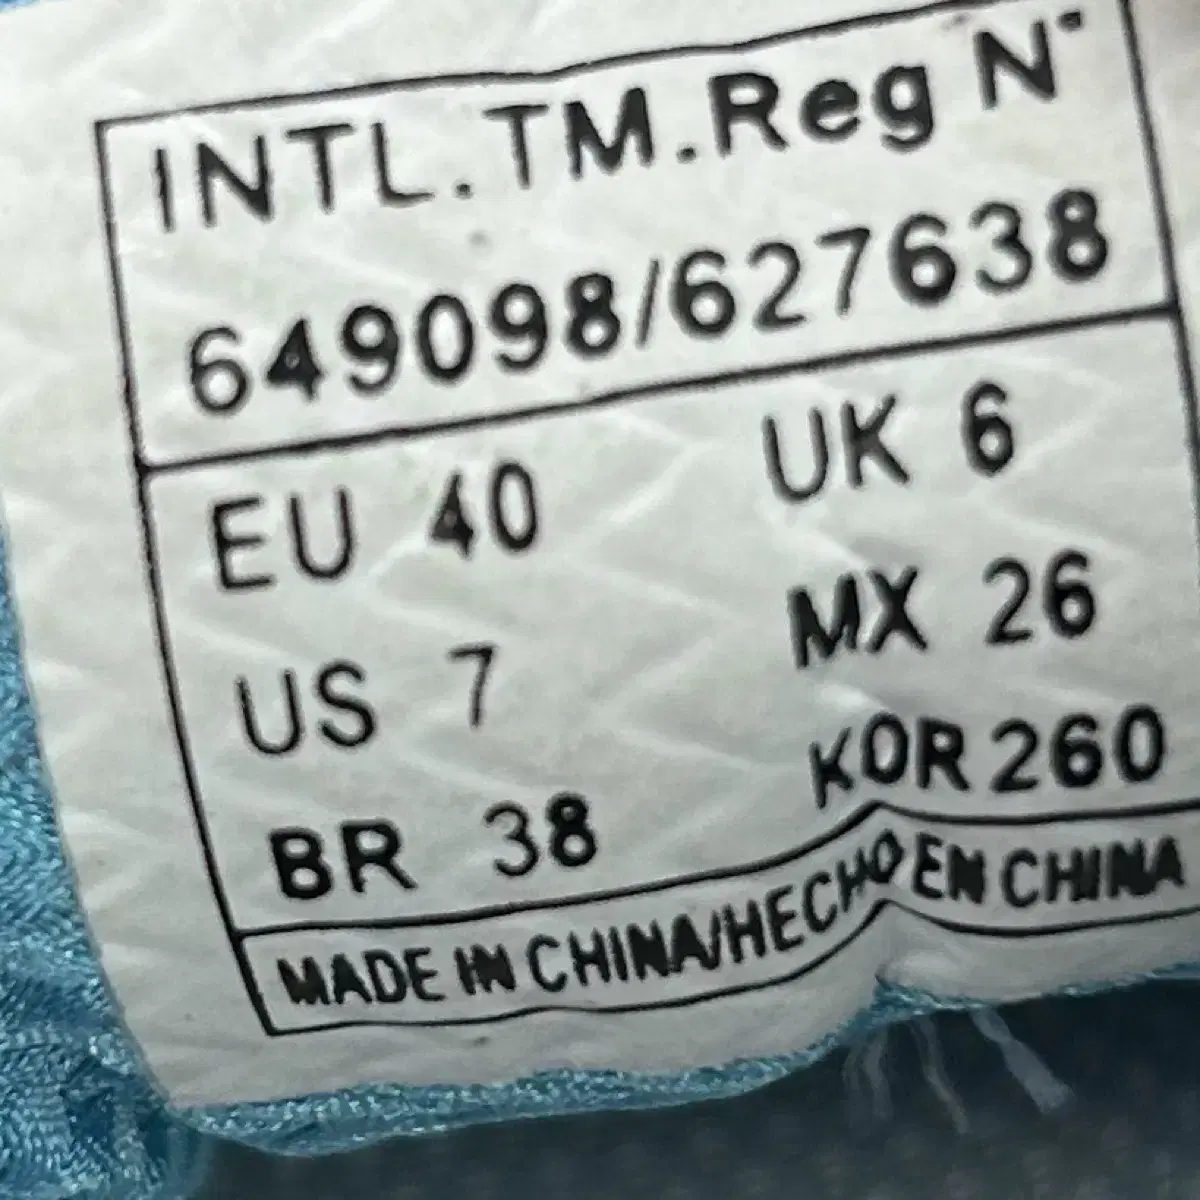 INTL.TM.Reg N°
649098/627638
EU 40 UK 6
US 7 MX 26
BR 38 KOR 260
MADE IN CHINA/HECHO EN CHINA